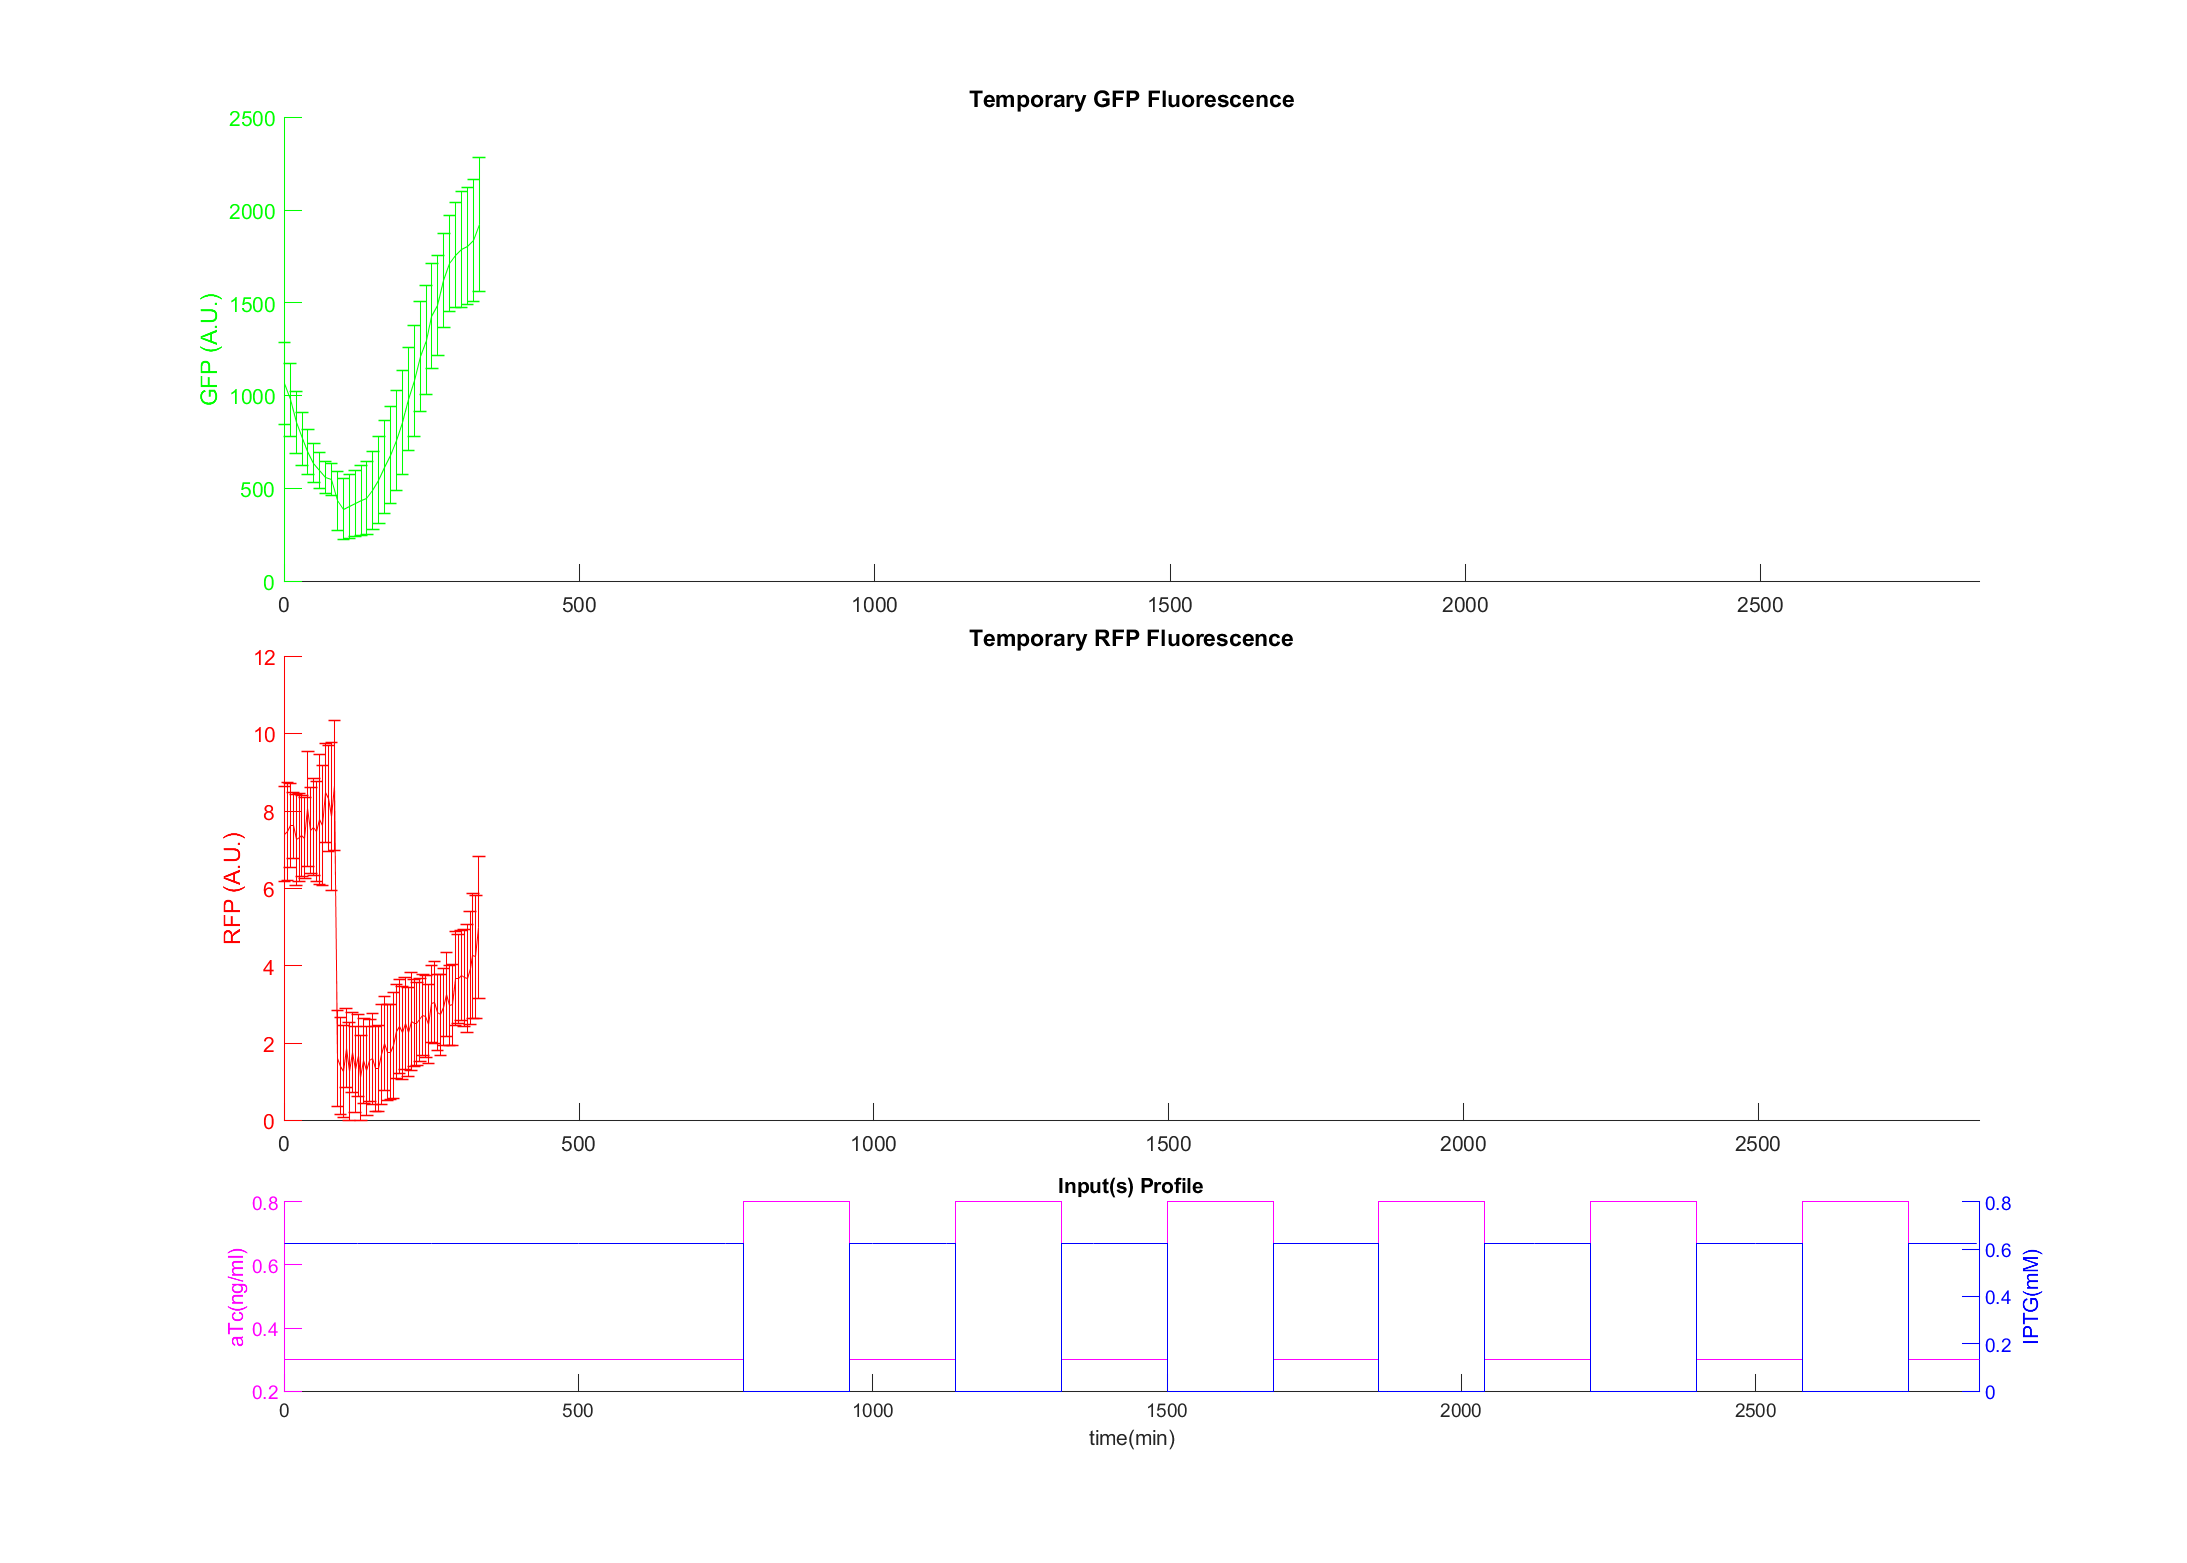 Temporary GFP Fluorescence
2500
2000
1500
1000
500
0
GFP (A.U.)
0 500 1000 1500 2000 2500
Temporary RFP Fluorescence
12
10
8
6
4
2
0
RFP (A.U.)
0 500 1000 1500 2000 2500
Input(s) Profile
0.8
0.6
0.4
0.2
aTc(ng/ml)
0.8
0.6
0.4
0.2
0
IPTG(mM)
0 500 1000 1500 2000 2500
time(min)